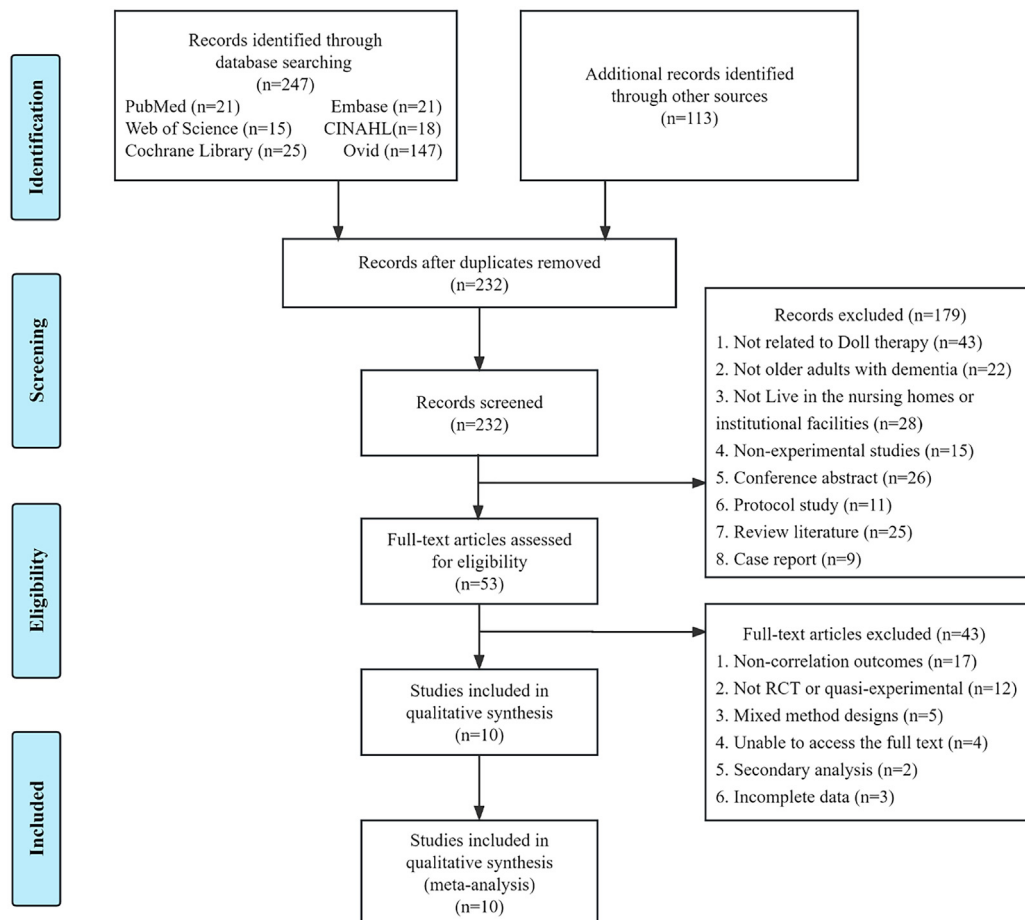 Identification
Records identified through
database searching
(n=247)
PubMed (n=21) Embase (n=21)
Web of Science (n=15) CINAHL(n=18)
Cochrane Library (n=25) Ovid (n=147)
Additional records identified
through other sources
(n=113)
Records after duplicates removed
(n=232)
Screening
Records screened
(n=232)
Records excluded (n=179)
1. Not related to Doll therapy (n=43)
2. Not older adults with dementia (n=22)
3. Not Live in the nursing homes or
institutional facilities (n=28)
4. Non-experimental studies (n=15)
5. Conference abstract (n=26)
6. Protocol study (n=11)
7. Review literature (n=25)
8. Case report (n=9)
Eligibility
Full-text articles assessed
for eligibility
(n=53)
Full-text articles excluded (n=43)
1. Non-correlation outcomes (n=17)
2. Not RCT or quasi-experimental (n=12)
3. Mixed method designs (n=5)
4. Unable to access the full text (n=4)
5. Secondary analysis (n=2)
6. Incomplete data (n=3)
Studies included in
qualitative synthesis
(n=10)
Included
Studies included in
qualitative synthesis
(meta-analysis)
(n=10)